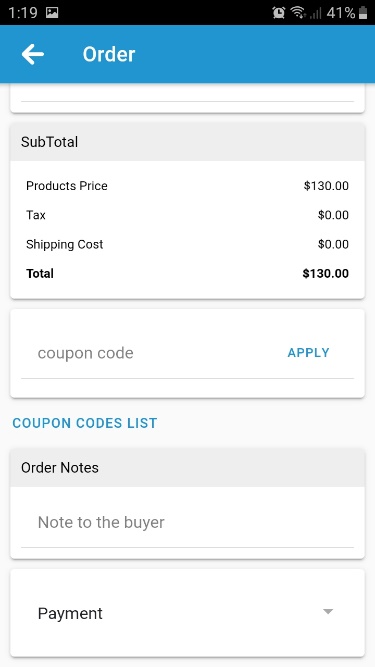 1:19 41%
Order
SubTotal
Products Price $130.00
Tax $0.00
Shipping Cost $0.00
Total $130.00
coupon code APPLY
COUPON CODES LIST
Order Notes
Note to the buyer
Payment